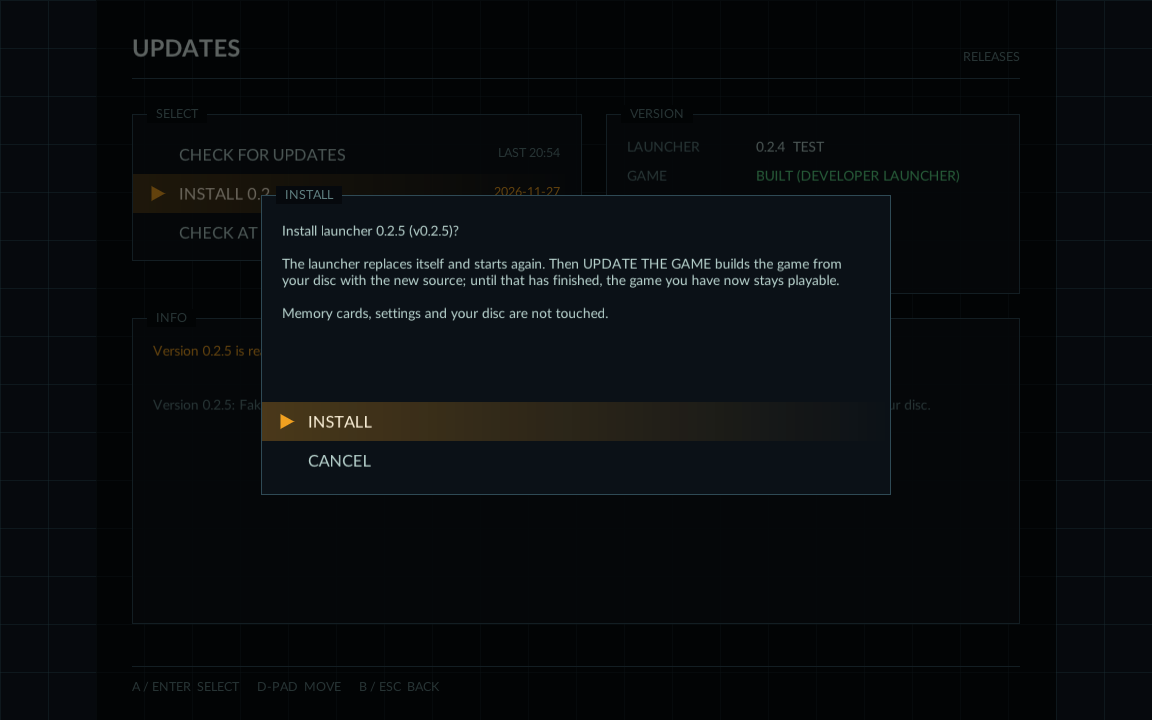 UPDATES
RELEASES
SELECT
CHECK FOR UPDATES
LAST 20:54
INSTALL 0.2
2026-11-27
CHECK AT
VERSION
LAUNCHER
0.2.4 TEST
GAME
BUILT (DEVELOPER LAUNCHER)
INSTALL
Install launcher 0.2.5 (v0.2.5)?
The launcher replaces itself and starts again. Then UPDATE THE GAME builds the game from
your disc with the new source; until that has finished, the game you have now stays playable.
Memory cards, settings and your disc are not touched.
INSTALL
CANCEL
INFO
Version 0.2.5 is
Version 0.2.5:
disc.
A / ENTER SELECT D-PAD MOVE B / ESC BACK